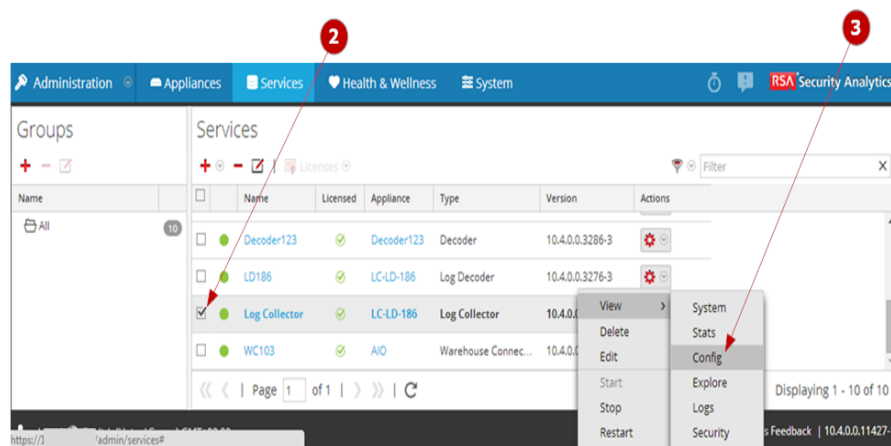 2
3
Administration Appliances Services Health & Wellness System RSA Security Analytics
Groups
Services
Licenses
Filter X
Name
Name Licensed Appliance Type Version Actions
All 10
Decoder123 Decoder123 Decoder 10.4.0.0.3286-3
LD186 LC-LD-186 Log Decoder 10.4.0.0.3276-3
Log Collector LC-LD-186 Log Collector 10.4.0.0
WC103 AIO Warehouse Connec... 10.4.0.0
View >
Delete
Edit
Start
Stop
Restart
System
Stats
Config
Explore
Logs
Security
Page 1 of 1
Displaying 1 - 10 of 10
https://1 /admin/services#
s Feedback | 10.4.0.0.11427-